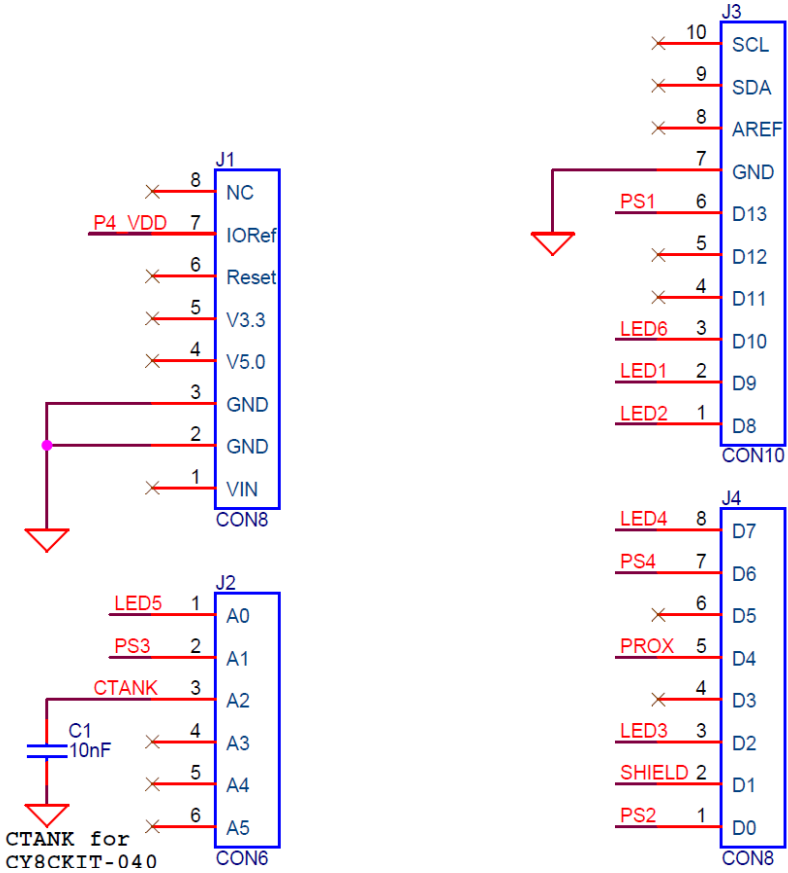 J1
8 NC
P4_VDD 7 IORef
6 Reset
5 V3.3
4 V5.0
3 GND
2 GND
1 VIN
CON8
J2
LED5 1 A0
PS3 2 A1
CTANK 3 A2
C1
10nF
4 A3
5 A4
6 A5
CON6
CTANK for
CY8CKIT-040
J3
10 SCL
9 SDA
8 AREF
7 GND
PS1 6 D13
5 D12
4 D11
LED6 3 D10
LED1 2 D9
LED2 1 D8
CON10
J4
LED4 8 D7
PS4 7 D6
6 D5
PROX 5 D4
4 D3
LED3 3 D2
SHIELD 2 D1
PS2 1 D0
CON8